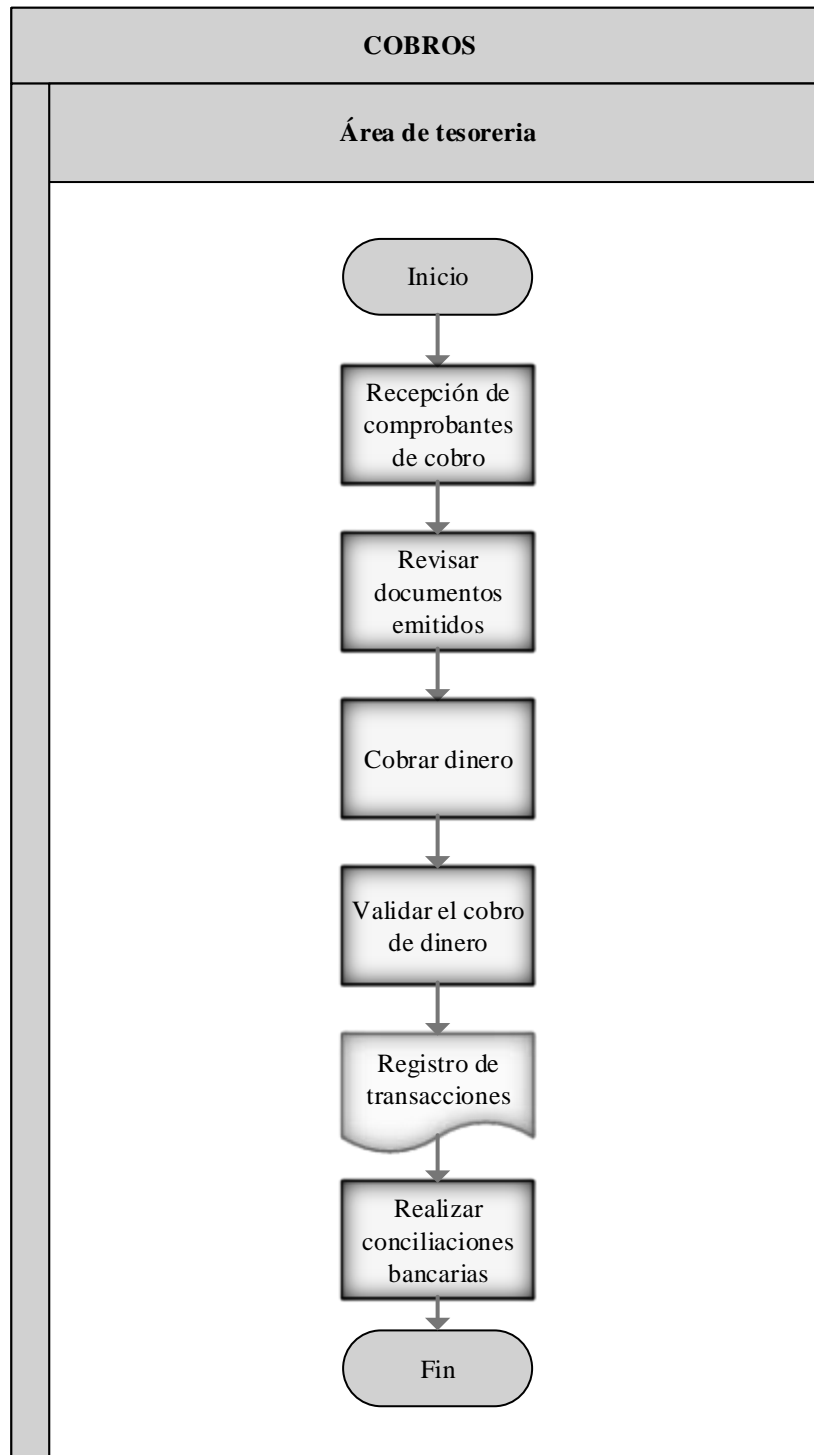 COBROS
Área de tesoreria
Inicio
Recepción de
comprobantes
de cobro
Revisar
documentos
emitidos
Cobrar dinero
Validar el cobro
de dinero
Registro de
transacciones
Realizar
conciliaciones
bancarias
Fin